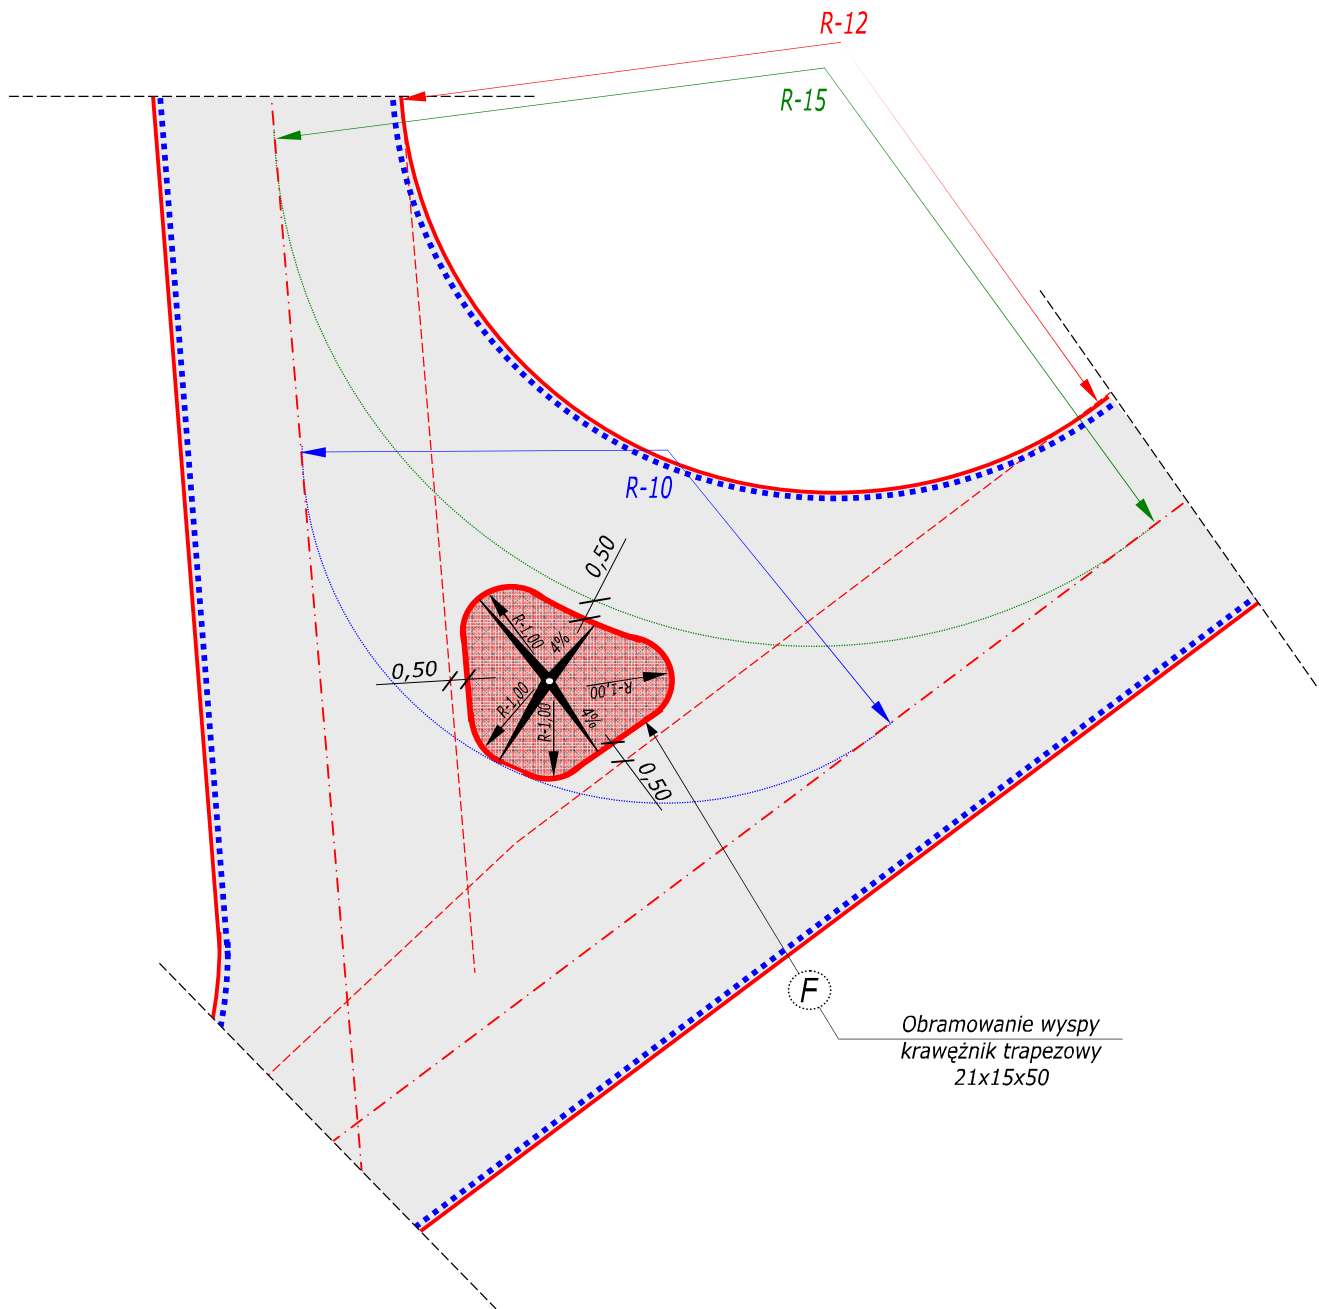 R-12
R-15
R-10
0,50
R-1,00
4%
0,50
R-1,00
R-1,00
R-1,00
4%
0,50
F
Obramowanie wyspy
krawężnik trapezowy
21x15x50